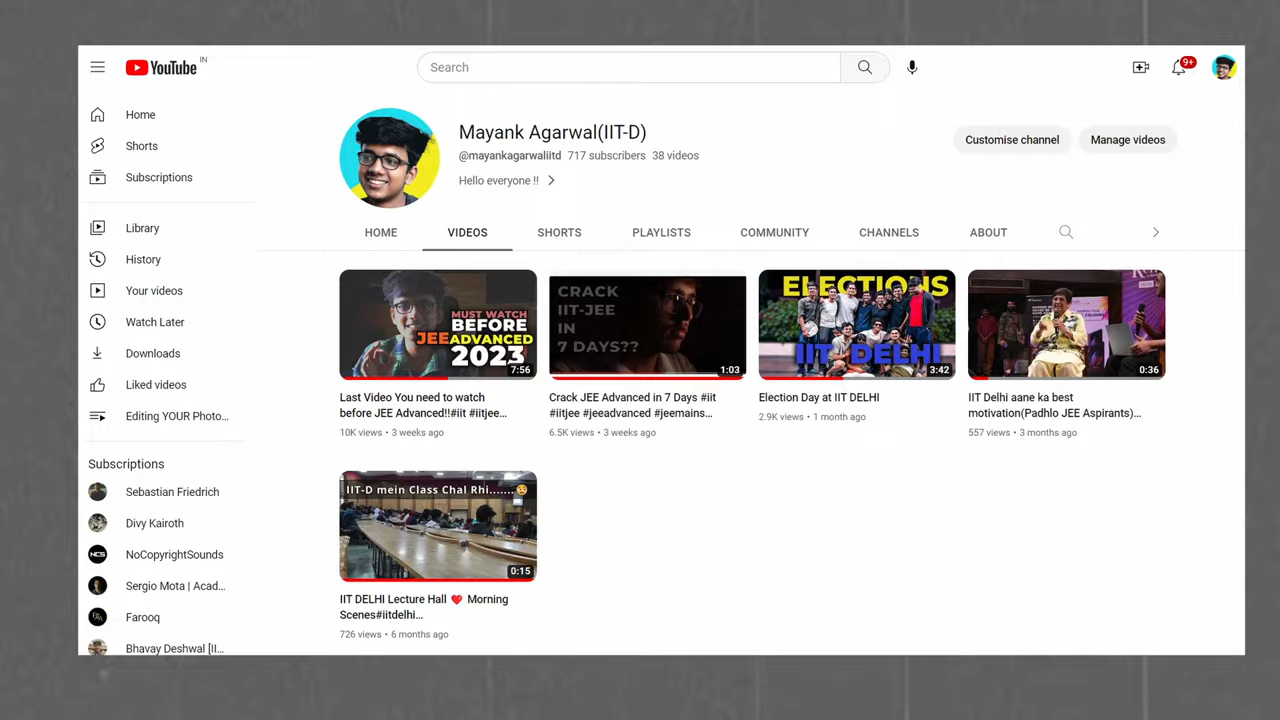 YouTube IN
Search
9+
Home
Shorts
Subscriptions
Library
History
Your videos
Watch Later
Downloads
Liked videos
Editing YOUR Photo...
Subscriptions
Sebastian Friedrich
Divy Kairoth
NCS
NoCopyrightSounds
Sergio Mota | Acad...
Farooq
Bhavay Deshwal [II...
Mayank Agarwal(IIT-D)
@mayankagarwaliitd 717 subscribers 38 videos
Hello everyone !!
Customise channel
Manage videos
HOME
VIDEOS
SHORTS
PLAYLISTS
COMMUNITY
CHANNELS
ABOUT
MUST WATCH
BEFORE
JEE ADVANCED
2023
7:56
Last Video You need to watch
before JEE Advanced!!#iit #iitjee...
10K views • 3 weeks ago
CRACK
IIT-JEE
IN
7 DAYS??
1:03
Crack JEE Advanced in 7 Days #iit
#iitjee #jeeadvanced #jeemains...
6.5K views • 3 weeks ago
ELECTIONS
IIT DELHI
3:42
Election Day at IIT DELHI
2.9K views • 1 month ago
0:36
IIT Delhi aane ka best
motivation(Padhlo JEE Aspirants)...
557 views • 3 months ago
IIT-D mein Class Chal Rhi.......😥
0:15
IIT DELHI Lecture Hall ♥ Morning
Scenes#iitdelhi...
726 views • 6 months ago